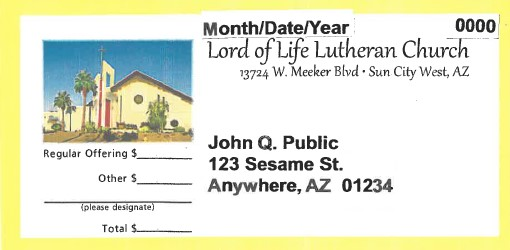 Month/Date/Year 0000
Lord of Life Lutheran Church
13724 W. Meeker Blvd • Sun City West, AZ
John Q. Public
123 Sesame St.
Anywhere, AZ 01234
Regular Offering $
Other $
(please designate)
Total $